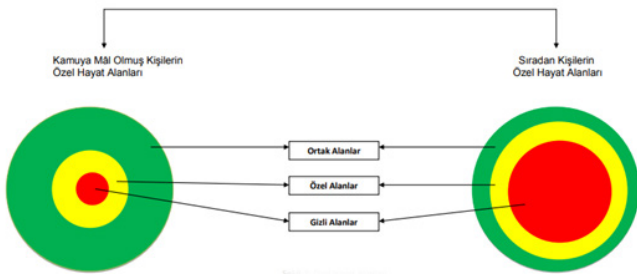 Kamuya Mâl Olmuş Kişilerin
Özel Hayat Alanları
Sıradan Kişilerin
Özel Hayat Alanları
Ortak Alanlar
Özel Alanlar
Gizli Alanlar